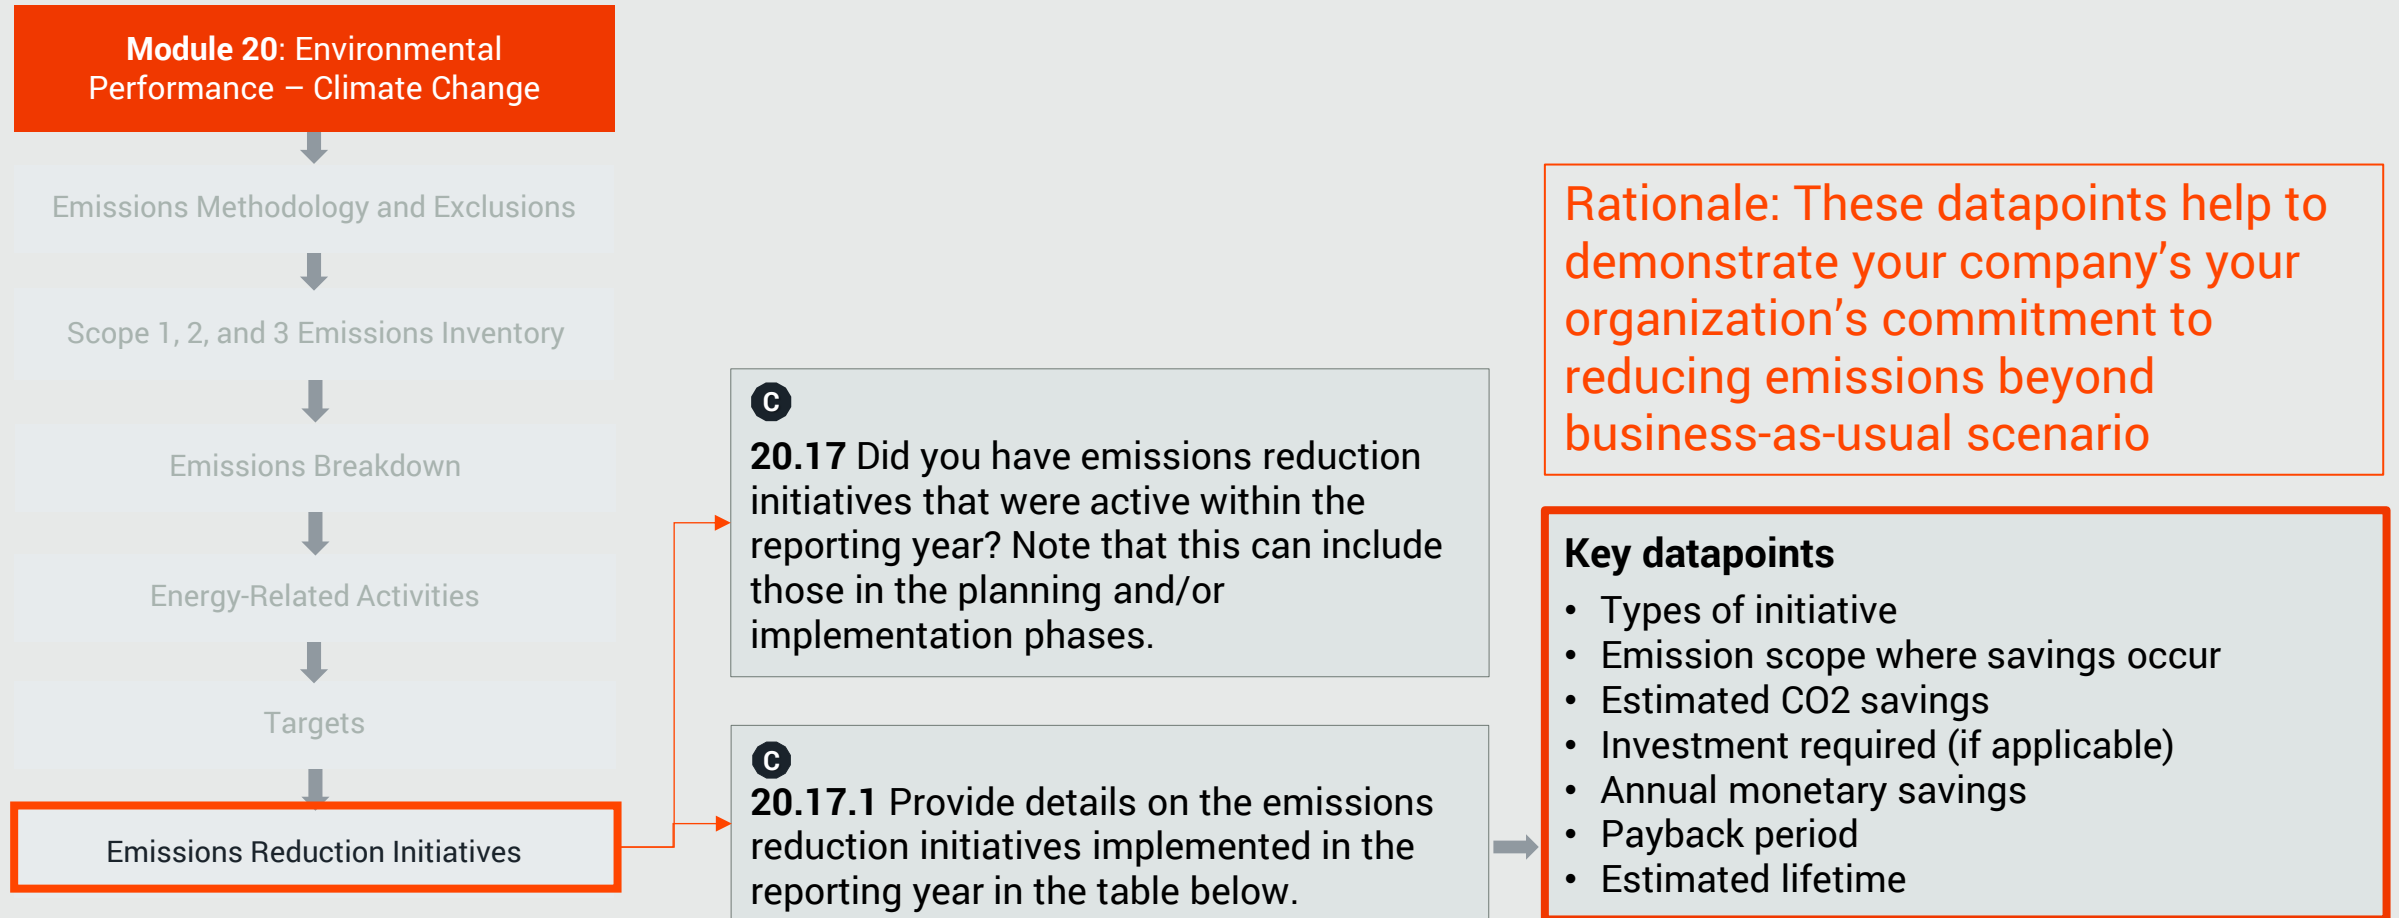 Module 20: Environmental
Performance – Climate Change
Emissions Methodology and Exclusions
Scope 1, 2, and 3 Emissions Inventory
Emissions Breakdown
Energy-Related Activities
Targets
Emissions Reduction Initiatives
C
20.17 Did you have emissions reduction
initiatives that were active within the
reporting year? Note that this can include
those in the planning and/or
implementation phases.
C
20.17.1 Provide details on the emissions
reduction initiatives implemented in the
reporting year in the table below.
Rationale: These datapoints help to
demonstrate your company’s your
organization’s commitment to
reducing emissions beyond
business-as-usual scenario
Key datapoints
• Types of initiative
• Emission scope where savings occur
• Estimated CO2 savings
• Investment required (if applicable)
• Annual monetary savings
• Payback period
• Estimated lifetime